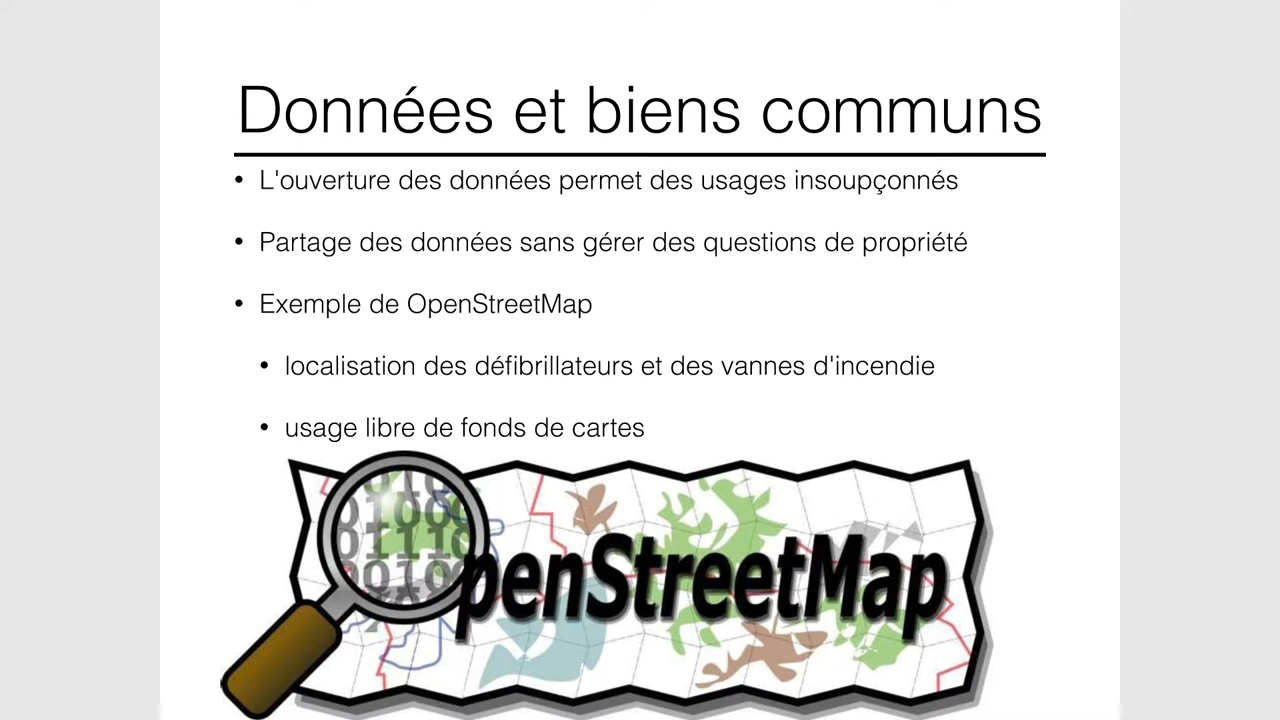 Données et biens communs
• L'ouverture des données permet des usages insoupçonnés
• Partage des données sans gérer des questions de propriété
• Exemple de OpenStreetMap
• localisation des défibrillateurs et des vannes d'incendie
• usage libre de fonds de cartes
penStreetMap